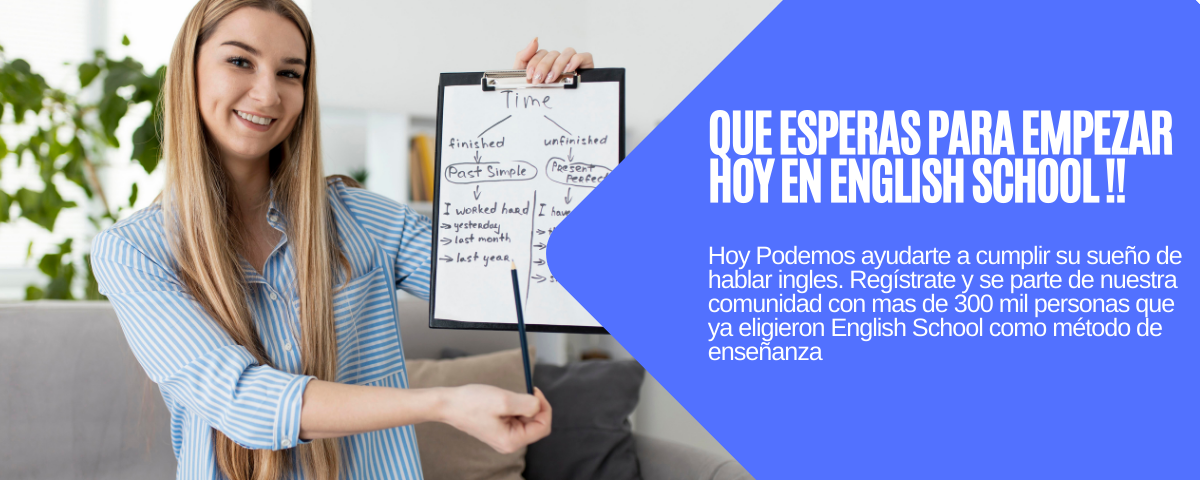 Time
finished unfinished
Past Simple Present
Perfect
I worked hard I have
→ yesterday
→ last month
→ last year
QUE ESPERAS PARA EMPEZAR
HOY EN ENGLISH SCHOOL !!
Hoy Podemos ayudarte a cumplir su sueño de
hablar ingles. Regístrate y se parte de nuestra
comunidad con mas de 300 mil personas que
ya eligieron English School como método de
enseñanza